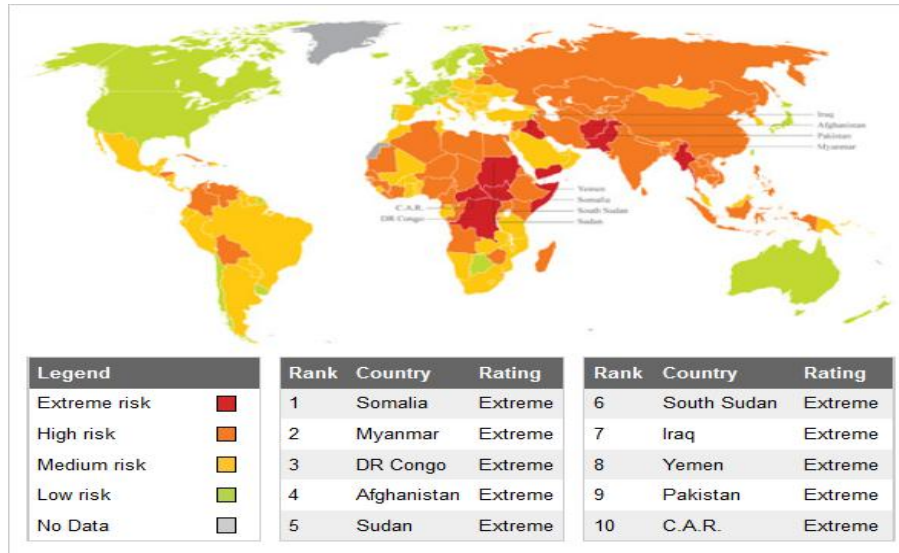 Iraq
Afghanistan
Pakistan
Myanmar
Yemen
Somalia
C.A.R.
South Sudan
DR Congo
Sudan
Legend
Extreme risk
High risk
Medium risk
Low risk
No Data
Rank Country Rating
1 Somalia Extreme
2 Myanmar Extreme
3 DR Congo Extreme
4 Afghanistan Extreme
5 Sudan Extreme
Rank Country Rating
6 South Sudan Extreme
7 Iraq Extreme
8 Yemen Extreme
9 Pakistan Extreme
10 C.A.R. Extreme